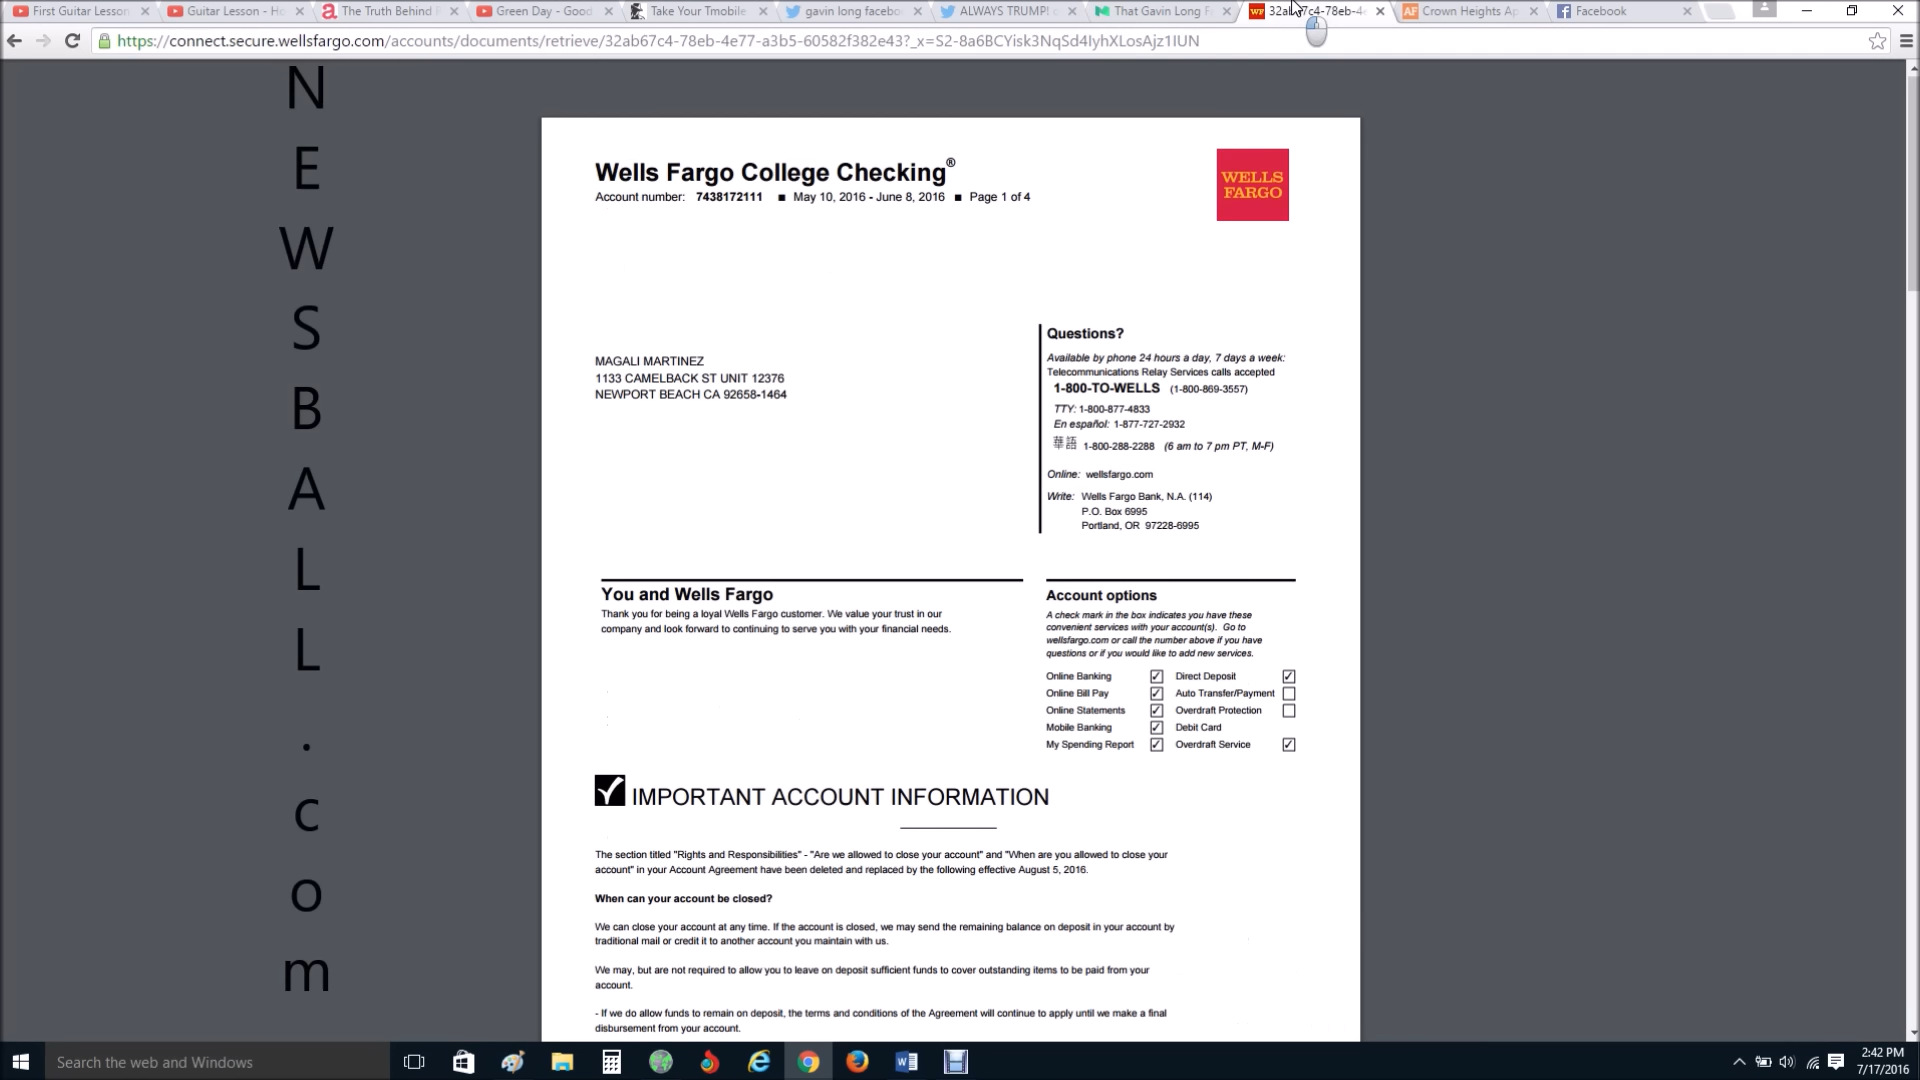 First Guitar Lesson
Guitar Lesson - Ho
The Truth Behind
Green Day - Good
Take Your Tmobile
gavin long facebo
ALWAYS TRUMP!
That Gavin Long F
Crown Heights Ap
Facebook
N
E
W
S
B
A
L
L
.
c
o
m
Wells Fargo College Checking®
Account number: 7438172111 ■ May 10, 2016 - June 8, 2016 ■ Page 1 of 4
WELLS
FARGO
MAGALI MARTINEZ
1133 CAMELBACK ST UNIT 12376
NEWPORT BEACH CA 92658-1464
Questions?
Available by phone 24 hours a day, 7 days a week:
Telecommunications Relay Services calls accepted
1-800-TO-WELLS (1-800-869-3557)
TTY: 1-800-877-4833
En español: 1-877-727-2932
華語 1-800-288-2288 (6 am to 7 pm PT, M-F)
Online: wellsfargo.com
Write: Wells Fargo Bank, N.A. (114)
P.O. Box 6995
Portland, OR 97228-6995
You and Wells Fargo
Thank you for being a loyal Wells Fargo customer. We value your trust in our
company and look forward to continuing to serve you with your financial needs.
Account options
A check mark in the box indicates you have these
convenient services with your account(s). Go to
wellsfargo.com or call the number above if you have
questions or if you would like to add new services.
Online Banking Direct Deposit
Online Bill Pay Auto Transfer/Payment
Online Statements Overdraft Protection
Mobile Banking Debit Card
My Spending Report Overdraft Service
IMPORTANT ACCOUNT INFORMATION
The section titled "Rights and Responsibilities" - "Are we allowed to close your account" and "When are you allowed to close your
account" in your Account Agreement have been deleted and replaced by the following effective August 5, 2016.
When can your account be closed?
We can close your account at any time. If the account is closed, we may send the remaining balance on deposit in your account by
traditional mail or credit it to another account you maintain with us.
We may, but are not required to allow you to leave on deposit sufficient funds to cover outstanding items to be paid from your
account.
- If we do allow funds to remain on deposit, the terms and conditions of the Agreement will continue to apply until we make a final
disbursement from your account.
Search the web and Windows
2:42 PM
7/17/2016